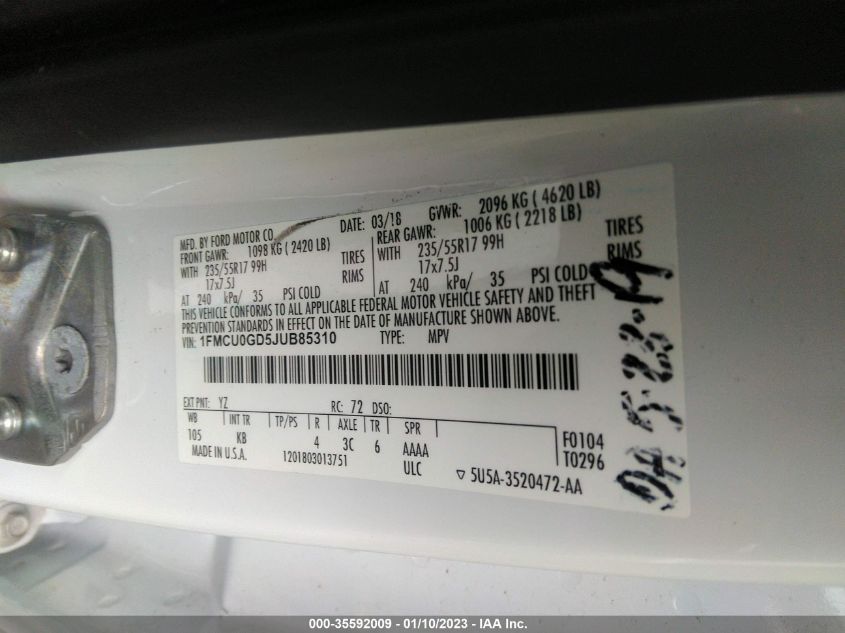 MFD. BY FORD MOTOR CO
DATE: 03/18 GVWR: 2096 KG ( 4620 LB)
FRONT GAWR: 1098 KG ( 2420 LB)
REAR GAWR: 1006 KG ( 2218 LB)
WITH 235/55R17 99H TIRES
WITH 235/55R17 99H TIRES
17x7.5J RIMS
17x7.5J RIMS
AT 240 kPa/ 35 PSI COLD
AT 240 kPa/ 35 PSI COLD
THIS VEHICLE CONFORMS TO ALL APPLICABLE FEDERAL MOTOR VEHICLE SAFETY AND THEFT
PREVENTION STANDARDS IN EFFECT ON THE DATE OF MANUFACTURE SHOWN ABOVE.
VIN: 1FMCU0GD5JUB85310 TYPE: MPV
EXT PNT: YZ RC: 72 DSO:
WB INT TR TP/PS R AXLE TR SPR
105 KB 4 3C 6 AAAA
F0104
MADE IN U.S.A. 1201803013751 ULC
T0296
▽ 5U5A-3520472-AA
000-35592009 - 01/10/2023 - IAA Inc.